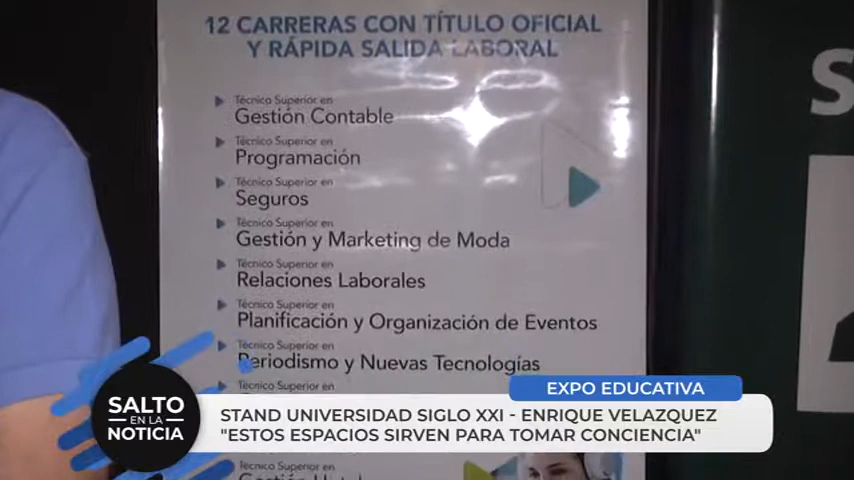 12 CARRERAS CON TÍTULO OFICIAL
Y RÁPIDA SALIDA LABORAL
Técnico Superior en
Gestión Contable
Técnico Superior en
Programación
Técnico Superior en
Seguros
Técnico Superior en
Gestión y Marketing de Moda
Técnico Superior en
Relaciones Laborales
Técnico Superior en
Planificación y Organización de Eventos
Técnico Superior en
Periodismo y Nuevas Tecnologías
Técnico Superior en
EXPO EDUCATIVA
SALTO
EN LA
NOTICIA
STAND UNIVERSIDAD SIGLO XXI - ENRIQUE VELAZQUEZ
"ESTOS ESPACIOS SIRVEN PARA TOMAR CONCIENCIA"
Técnico Superior en
Gestión